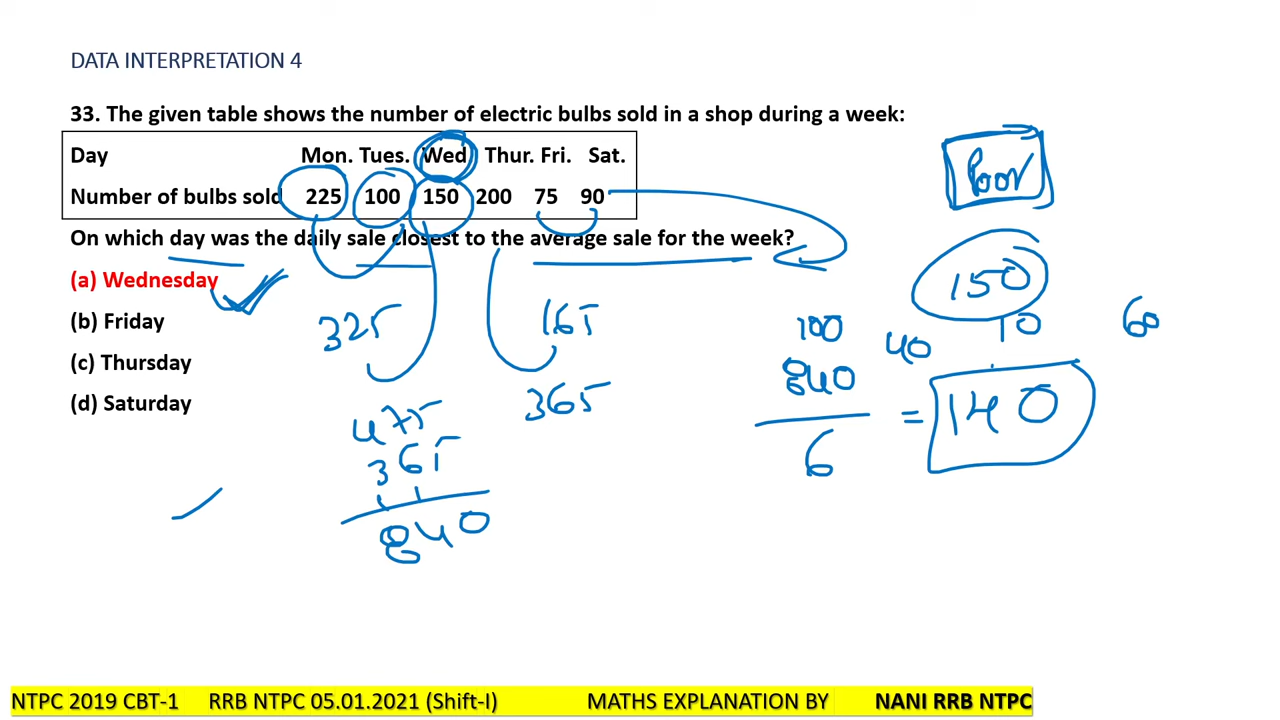 DATA INTERPRETATION 4
33. The given table shows the number of electric bulbs sold in a shop during a week:
Day Mon. Tues. Wed Thur. Fri. Sat.
Number of bulbs sold 225 100 150 200 75 90
On which day was the daily sale closest to the average sale for the week?
(a) Wednesday
(b) Friday
(c) Thursday
(d) Saturday
Poor
150
325 165 100 40 10 60
365 840 = 140
6
475
365
840
NTPC 2019 CBT-1 RRB NTPC 05.01.2021 (Shift-I) MATHS EXPLANATION BY NANI RRB NTPC